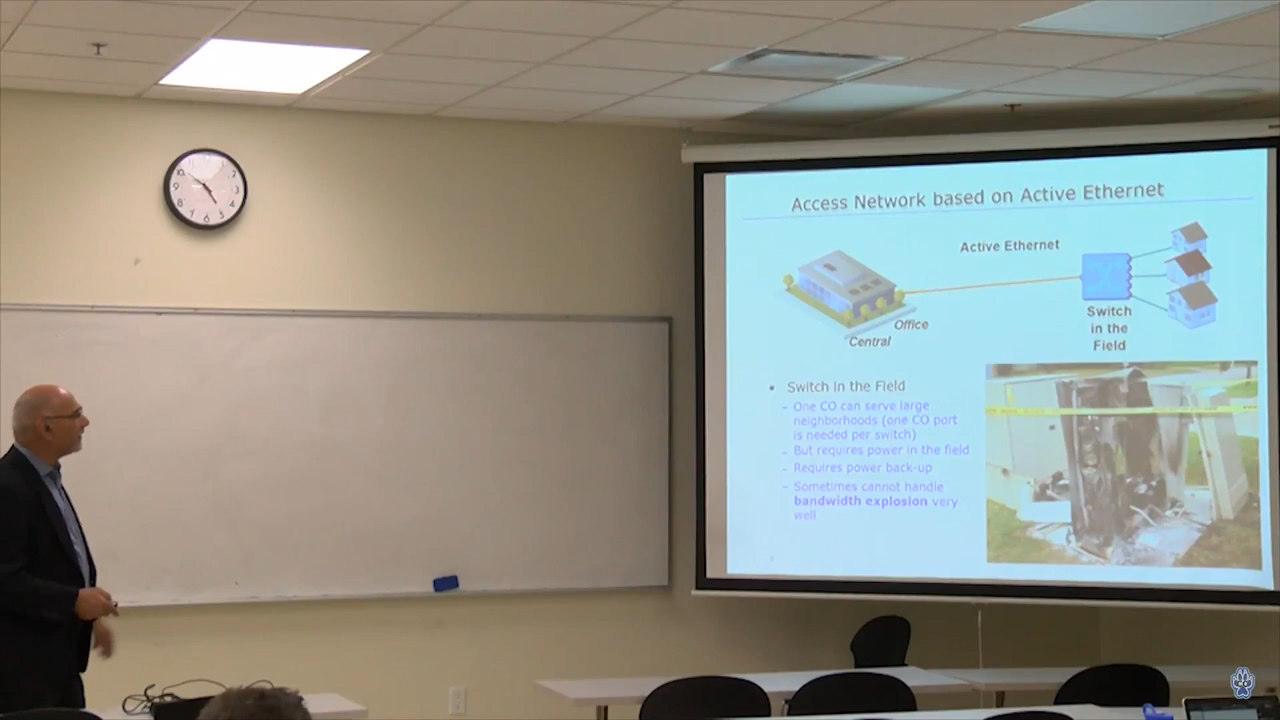 Access Network based on Active Ethernet
Active Ethernet
Office
Central
Switch
in the
Field
• Switch in the Field
– One CO can serve large
neighborhoods (one CO port
is needed per switch)
– But requires power in the field
– Requires power back-up
– Sometimes cannot handle
bandwidth explosion very
well